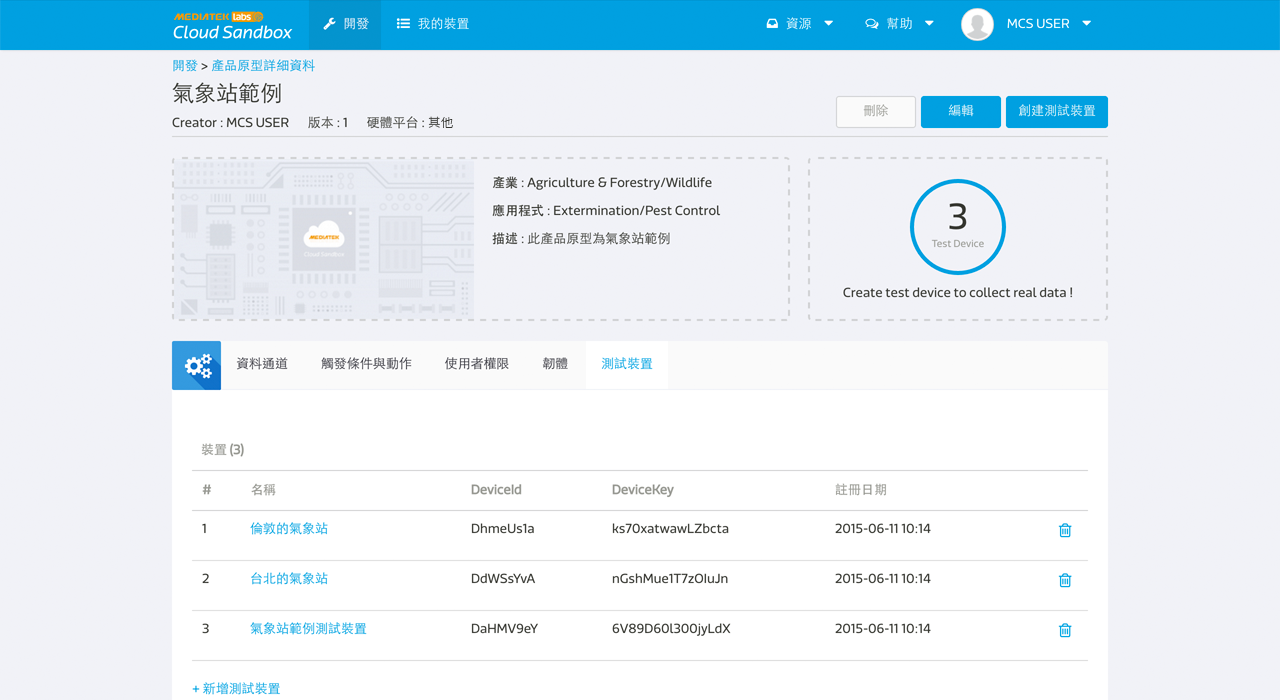 MEDIATEK labs
Cloud Sandbox
開發
我的裝置
資源
幫助
MCS USER
開發 > 產品原型詳細資料
氣象站範例
Creator : MCS USER 版本 : 1 硬體平台 : 其他
刪除
編輯
創建測試裝置
MEDIATEK
Cloud Sandbox
產業 : Agriculture & Forestry/Wildlife
應用程式 : Extermination/Pest Control
描述 : 此產品原型為氣象站範例
3
Test Device
Create test device to collect real data !
資料通道 觸發條件與動作 使用者權限 韌體 測試裝置
裝置 (3)
# 名稱 DeviceId DeviceKey 註冊日期
1 倫敦的氣象站 DhmeUs1a ks70xatwawLZbcta 2015-06-11 10:14
2 台北的氣象站 DdWSsYvA nGshMue1T7zOIuJn 2015-06-11 10:14
3 氣象站範例測試裝置 DaHMV9eY 6V89D60l300jyLdX 2015-06-11 10:14
+ 新增測試裝置